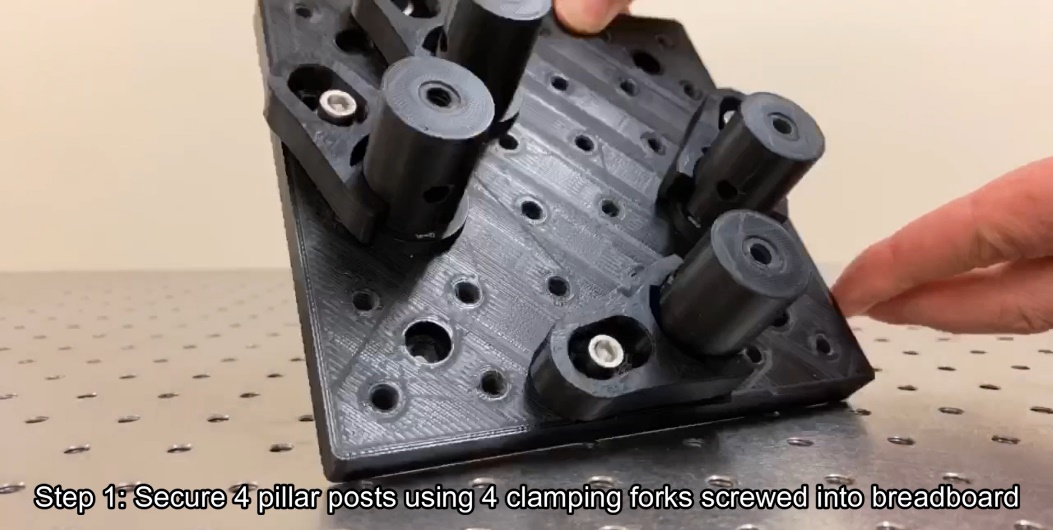 Step 1: Secure 4 pillar posts using 4 clamping forks screwed into breadboard